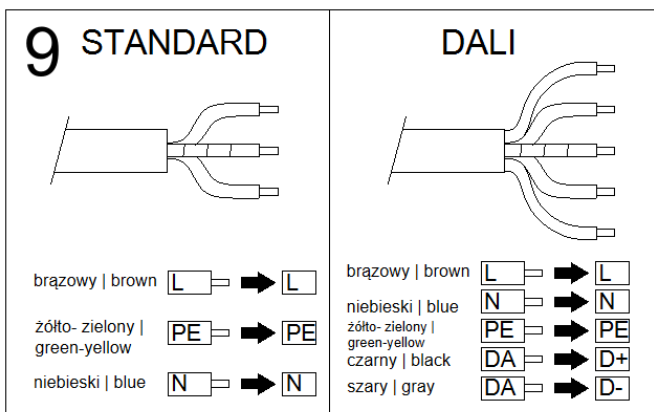 9 STANDARD
brązowy | brown L L
żółto- zielony |
green-yellow PE PE
niebieski | blue N N
DALI
brązowy | brown L L
niebieski | blue N N
żółto- zielony |
green-yellow PE PE
czarny | black DA D+
szary | gray DA D-